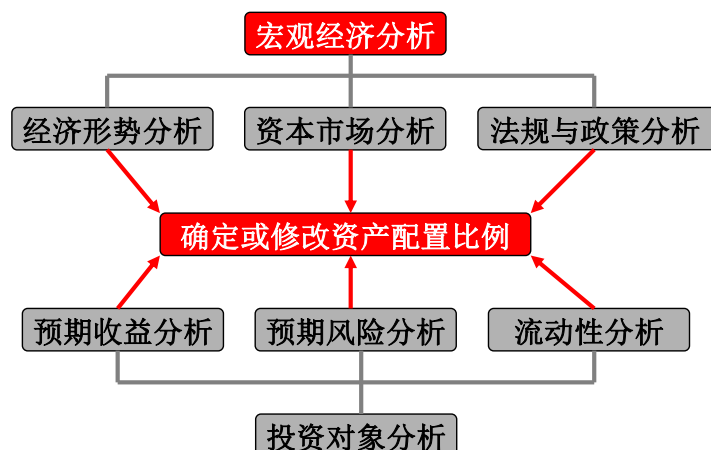 宏观经济分析
经济形势分析
资本市场分析
法规与政策分析
确定或修改资产配置比例
预期收益分析
预期风险分析
流动性分析
投资对象分析